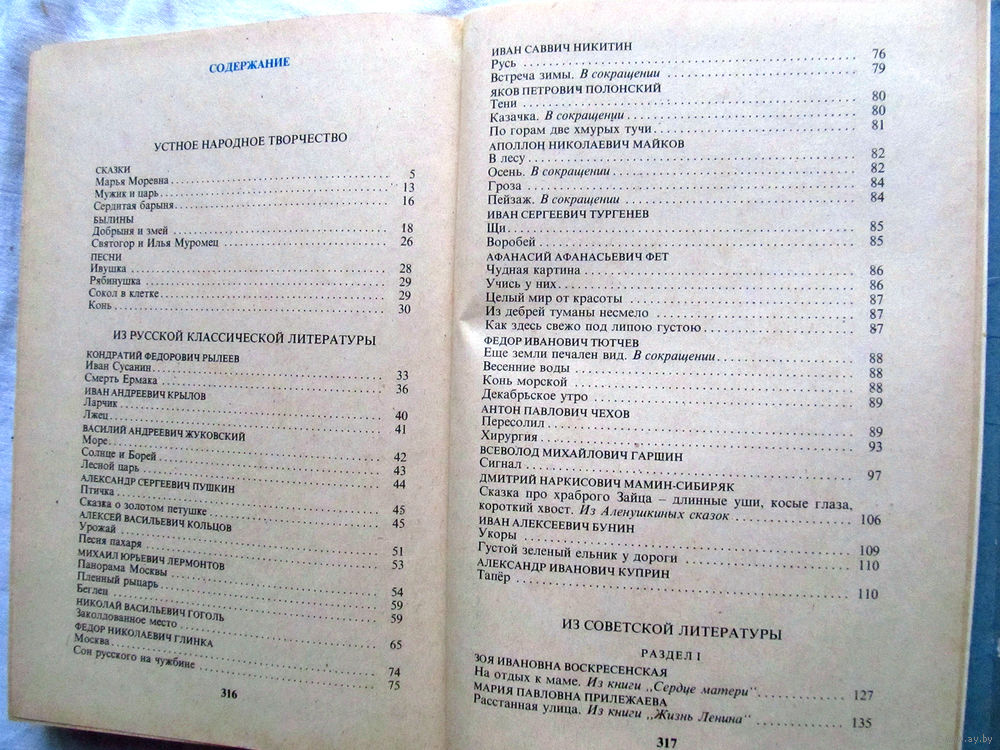 СОДЕРЖАНИЕ
УСТНОЕ НАРОДНОЕ ТВОРЧЕСТВО
СКАЗКИ
Марья Моревна 5
Мужик и царь 13
Сердитая барыня 16
БЫЛИНЫ
Добрыня и змей 18
Святогор и Илья Муромец 26
ПЕСНИ
Ивушка 28
Рябинушка 29
Сокол в клетке 29
Конь 30
ИЗ РУССКОЙ КЛАССИЧЕСКОЙ ЛИТЕРАТУРЫ
КОНДРАТИЙ ФЕДОРОВИЧ РЫЛЕЕВ
Иван Сусанин 33
Смерть Ермака 36
ИВАН АНДРЕЕВИЧ КРЫЛОВ
Ларчик 40
Лжец 41
ВАСИЛИЙ АНДРЕЕВИЧ ЖУКОВСКИЙ
Море 42
Солнце и Борей 43
Лесной царь 44
АЛЕКСАНДР СЕРГЕЕВИЧ ПУШКИН
Птичка 45
Сказка о золотом петушке 45
АЛЕКСЕЙ ВАСИЛЬЕВИЧ КОЛЬЦОВ
Урожай 51
Песня пахаря 53
МИХАИЛ ЮРЬЕВИЧ ЛЕРМОНТОВ
Панорама Москвы 54
Пленный рыцарь 59
Беглец 59
НИКОЛАЙ ВАСИЛЬЕВИЧ ГОГОЛЬ
Заколдованное место 65
ФЕДОР НИКОЛАЕВИЧ ГЛИНКА
Москва 74
Сон русского на чужбине 75
316
ИВАН САВВИЧ НИКИТИН
Русь 76
Встреча зимы. В сокращении 79
ЯКОВ ПЕТРОВИЧ ПОЛОНСКИЙ
Тени 80
Казачка. В сокращении 80
По горам две хмурых тучи 81
АПОЛЛОН НИКОЛАЕВИЧ МАЙКОВ
В лесу 82
Осень. В сокращении 82
Гроза 84
Пейзаж. В сокращении 84
ИВАН СЕРГЕЕВИЧ ТУРГЕНЕВ
Щи 85
Воробей 85
АФАНАСИЙ АФАНАСЬЕВИЧ ФЕТ
Чудная картина 86
Учись у них 86
Целый мир от красоты 87
Из дебрей туманы несмело 87
Как здесь свежо под липою густою 87
ФЕДОР ИВАНОВИЧ ТЮТЧЕВ
Еще земли печален вид. В сокращении 88
Весенние воды 88
Конь морской 88
Декабрьское утро 89
АНТОН ПАВЛОВИЧ ЧЕХОВ
Пересолил 89
Хирургия 93
ВСЕВОЛОД МИХАЙЛОВИЧ ГАРШИН
Сигнал 97
ДМИТРИЙ НАРКИСОВИЧ МАМИН-СИБИРЯК
Сказка про храброго Зайца – длинные уши, косые глаза,
короткий хвост. Из Аленушкиных сказок 106
ИВАН АЛЕКСЕЕВИЧ БУНИН
Укоры 109
Густой зеленый ельник у дороги 110
АЛЕКСАНДР ИВАНОВИЧ КУПРИН
Тапёр 110
ИЗ СОВЕТСКОЙ ЛИТЕРАТУРЫ
РАЗДЕЛ I
ЗОЯ ИВАНОВНА ВОСКРЕСЕНСКАЯ
На отдых к маме. Из книги „Сердце матери“ 127
МАРИЯ ПАВЛОВНА ПРИЛЕЖАЕВА
Расстанная улица. Из книги „Жизнь Ленина“ 135
317